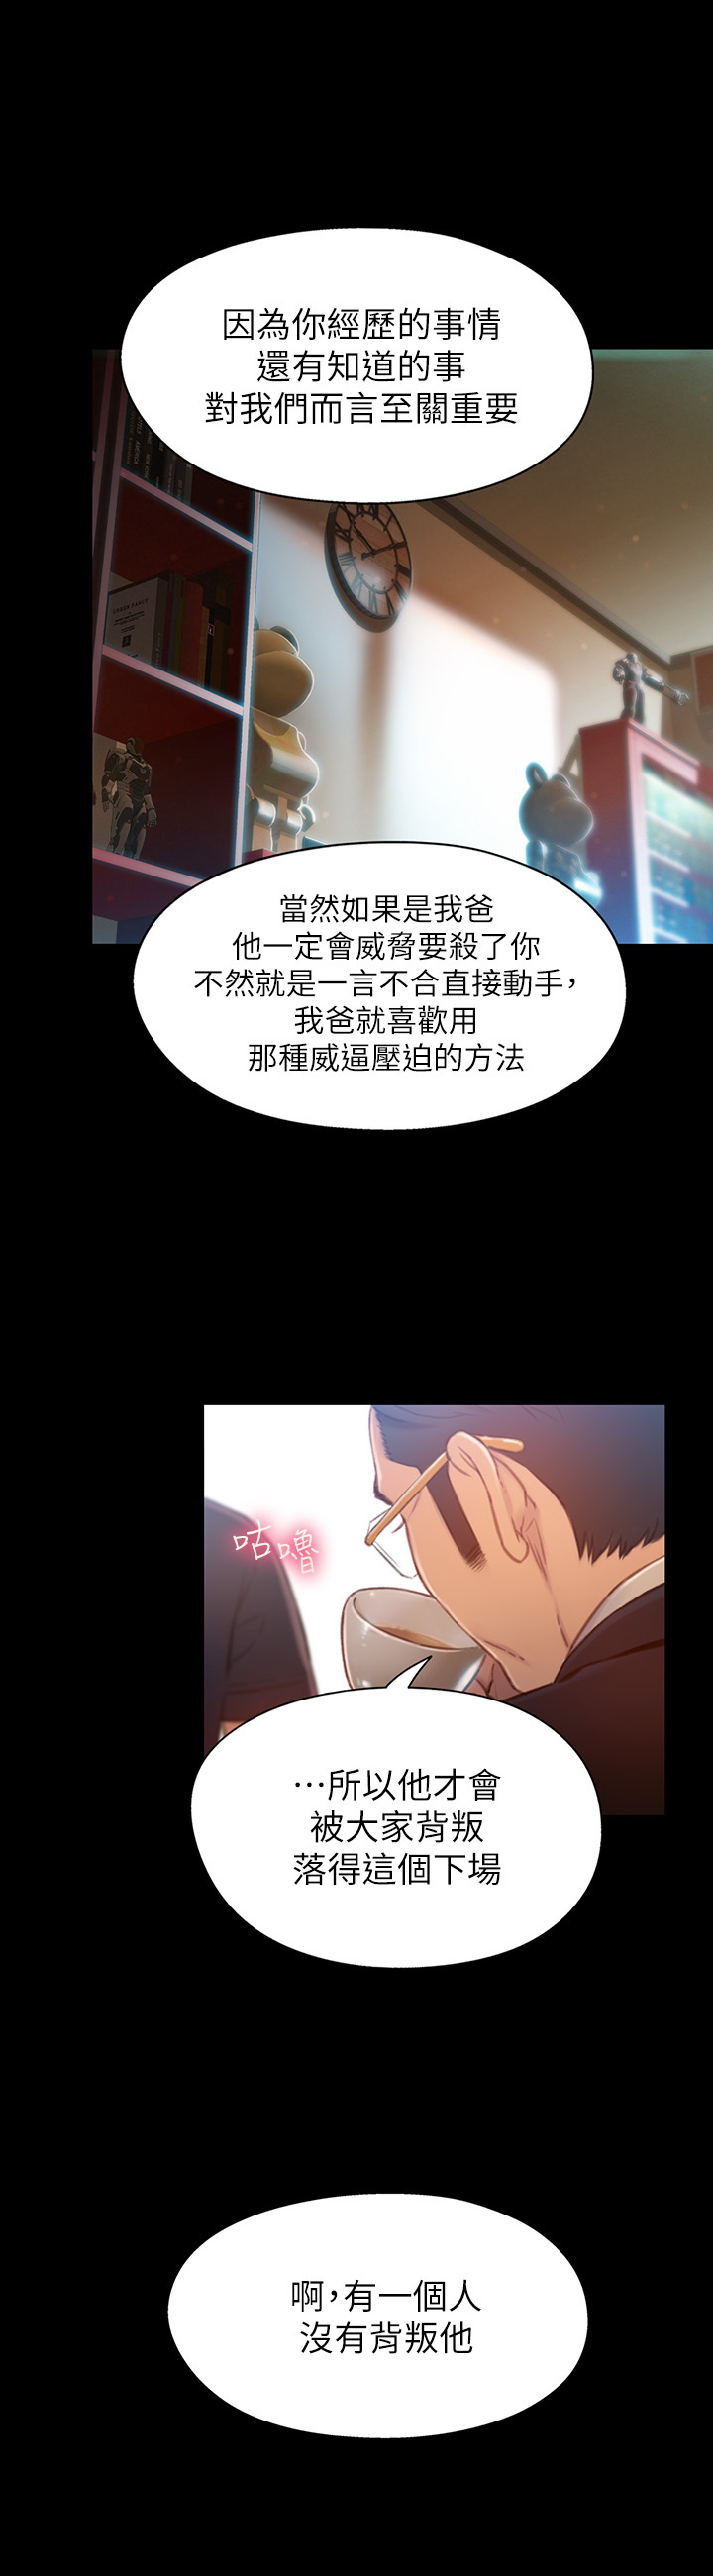 因為你經歷的事情
還有知道的事
對我們而言至關重要
URBAN FANCY
當然如果是我爸
他一定會威脅要殺了你
不然就是一言不合直接動手，
我爸就喜歡用
那種威逼壓迫的方法
咕嚕
⋯所以他才會
被大家背叛
落得這個下場
啊，有一個人
沒有背叛他